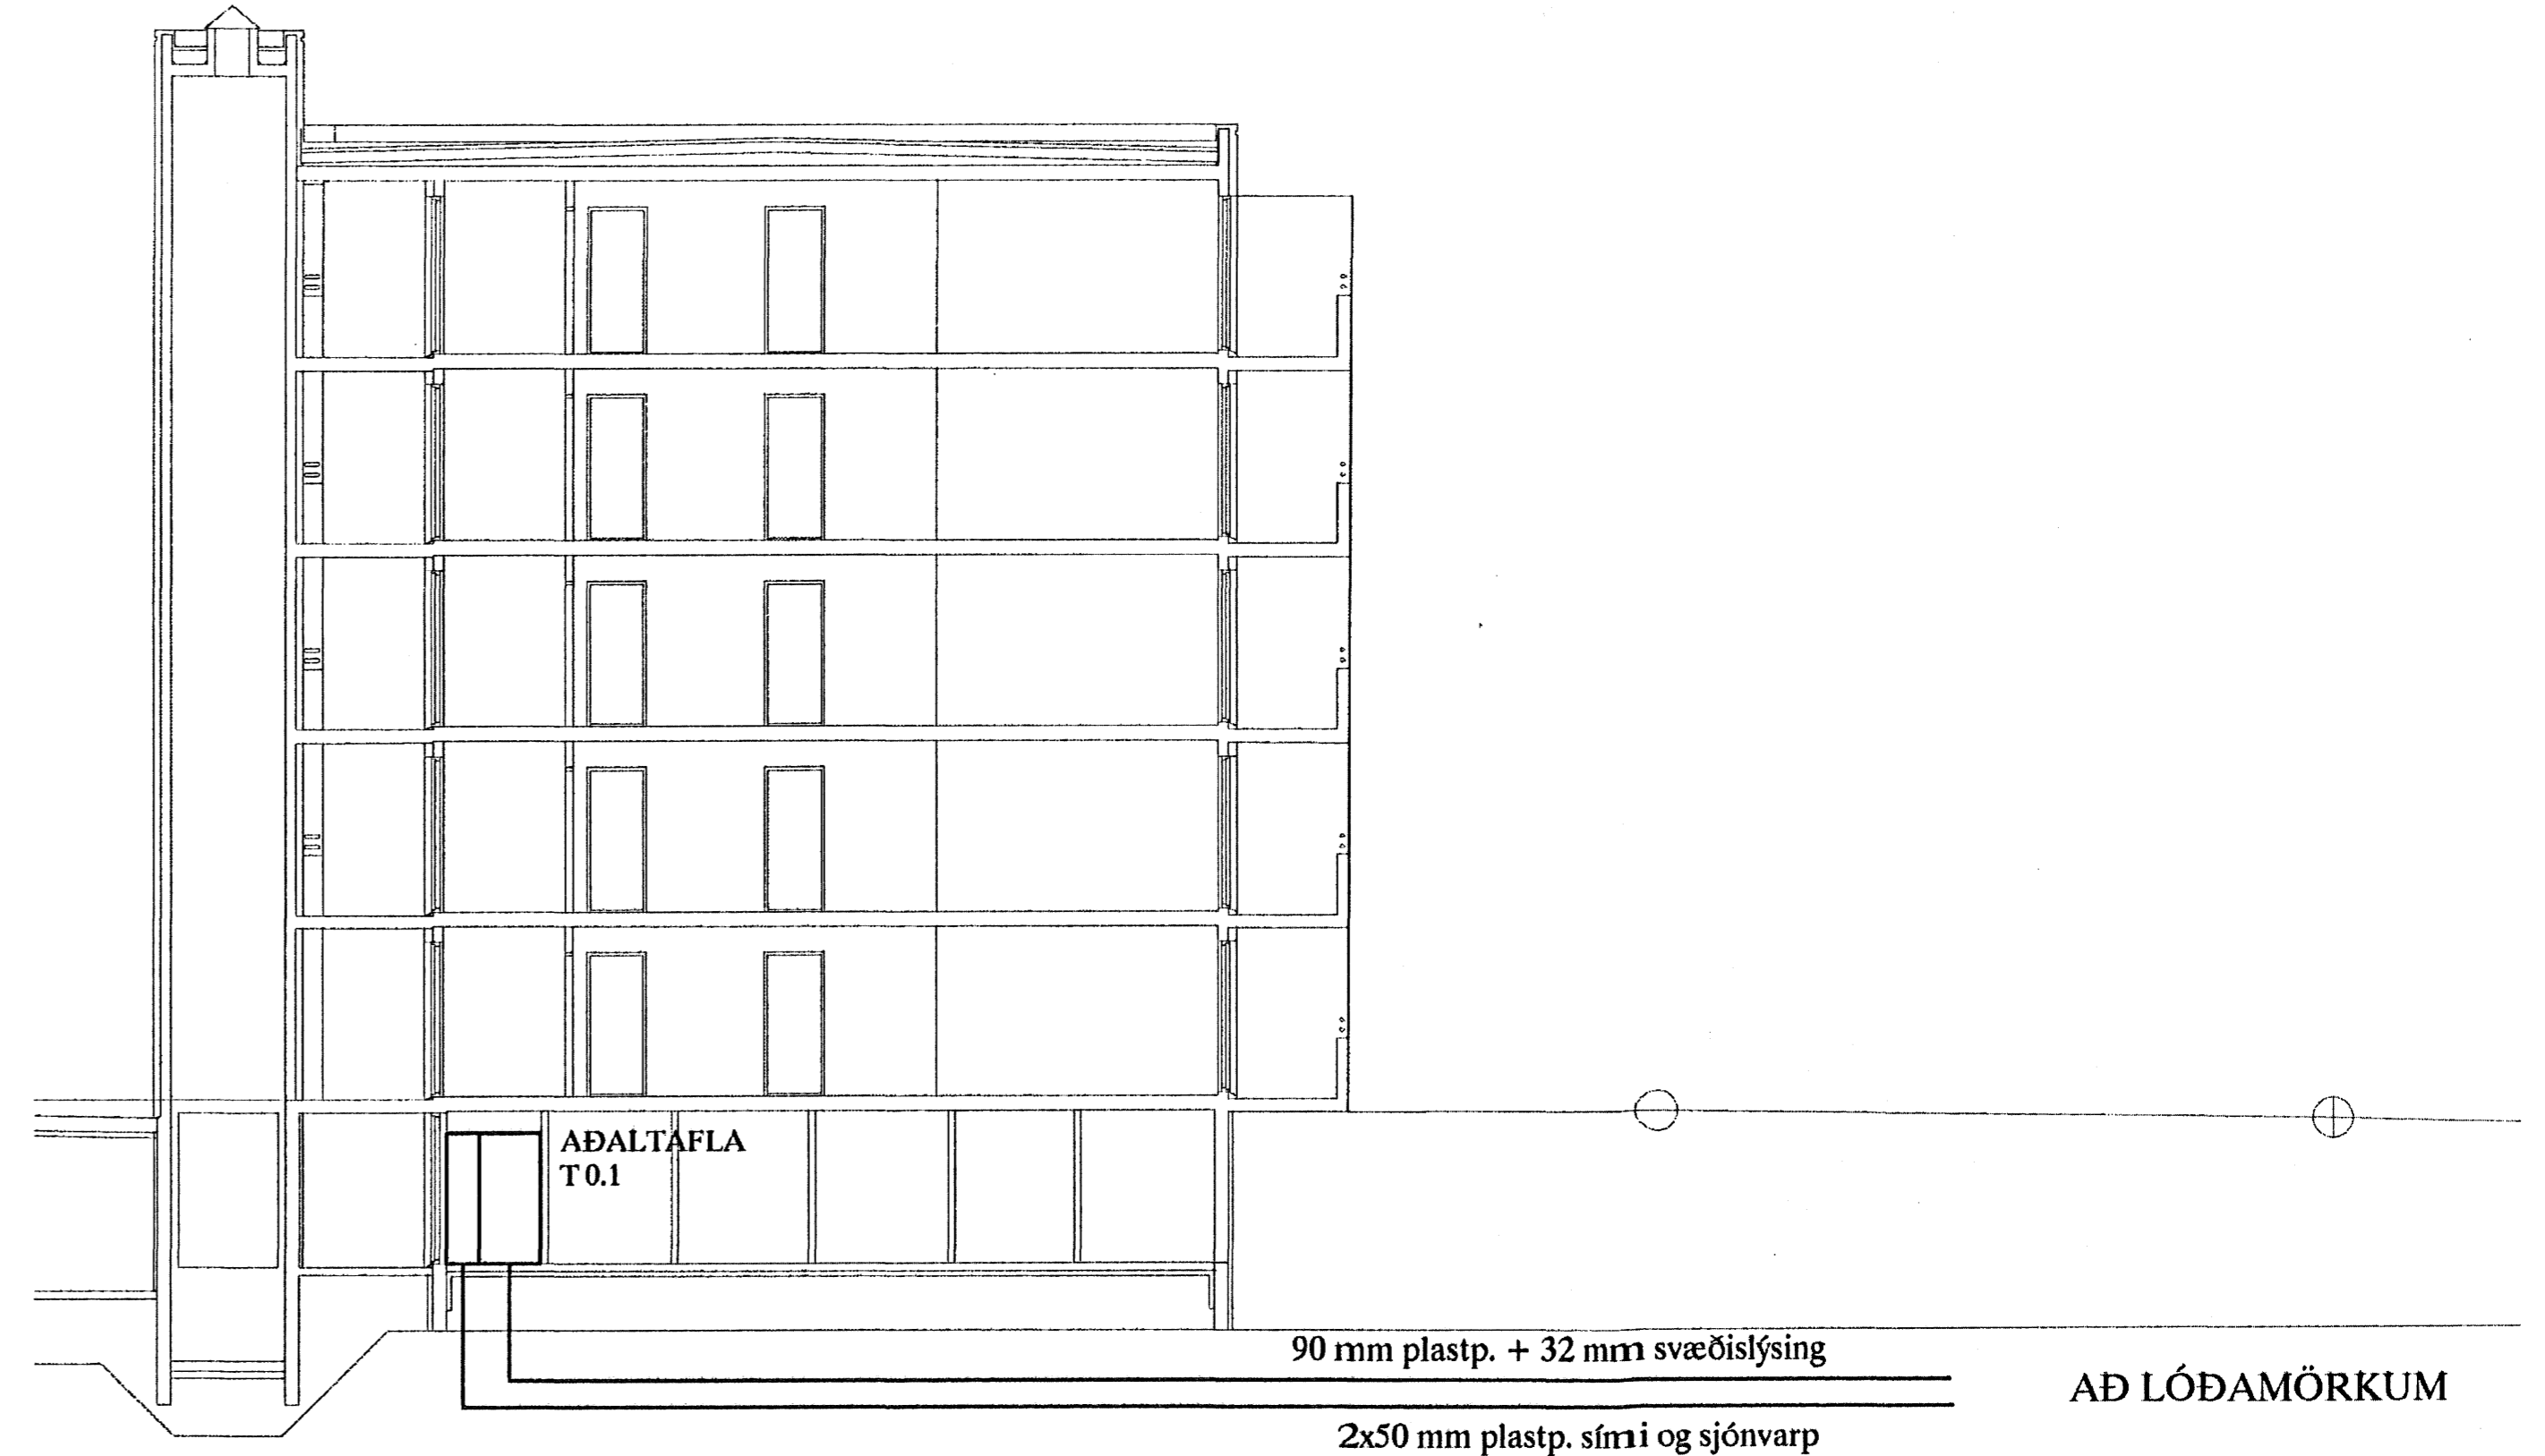 AÐALTAFLA
T 0.1
90 mm plastp. + 32 mm svæðislýsing
AÐ LÓÐAMÖRKUM
2x50 mm plastp. sími og sjónvarp